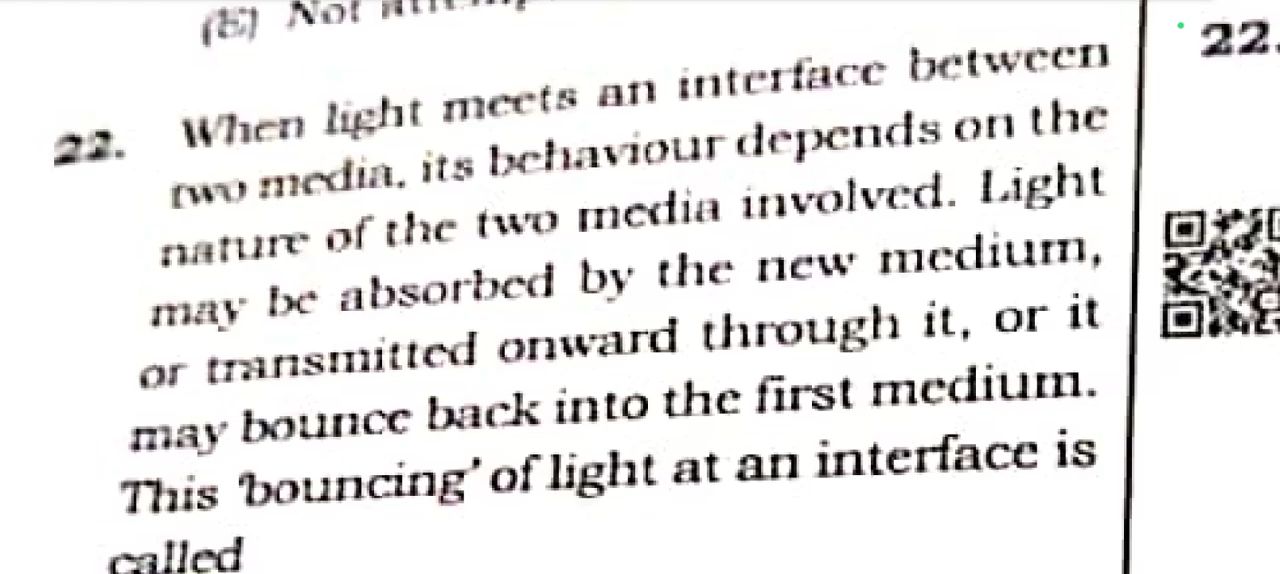 (E) Not
22.
22. When light meets an interface between
two media, its behaviour depends on the
nature of the two media involved. Light
may be absorbed by the new medium,
or transmitted onward through it, or it
may bounce back into the first medium.
This 'bouncing' of light at an interface is
called